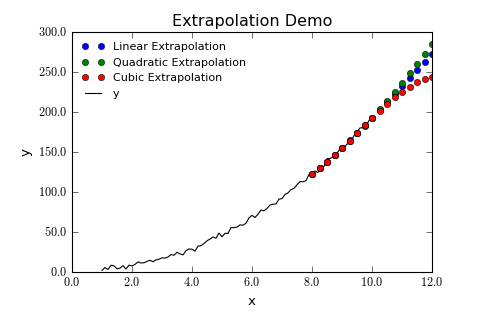 Extrapolation Demo
300.0
Linear Extrapolation
Quadratic Extrapolation
Cubic Extrapolation
y
250.0
200.0
y
150.0
100.0
50.0
0.0
0.0 2.0 4.0 6.0 8.0 10.0 12.0
x